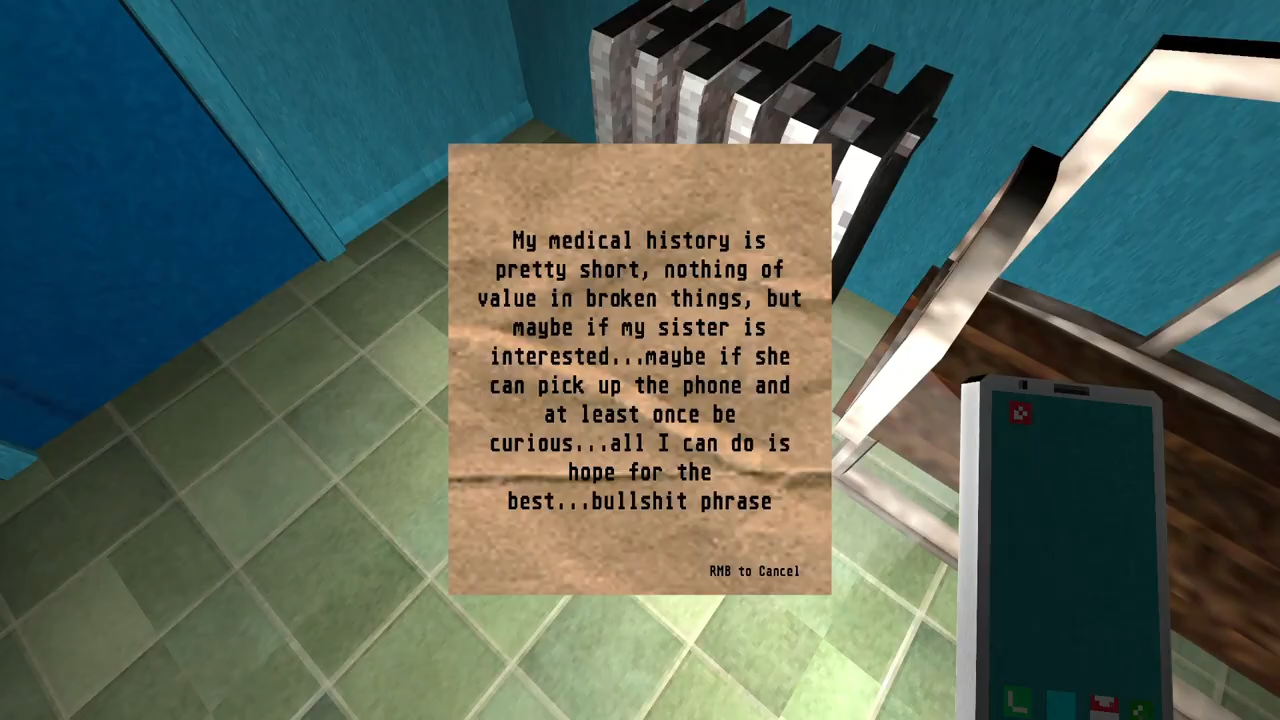 My medical history is
pretty short, nothing of
value in broken things, but
maybe if my sister is
interested...maybe if she
can pick up the phone and
at least once be
curious...all I can do is
hope for the
best...bullshit phrase
RMB to Cancel